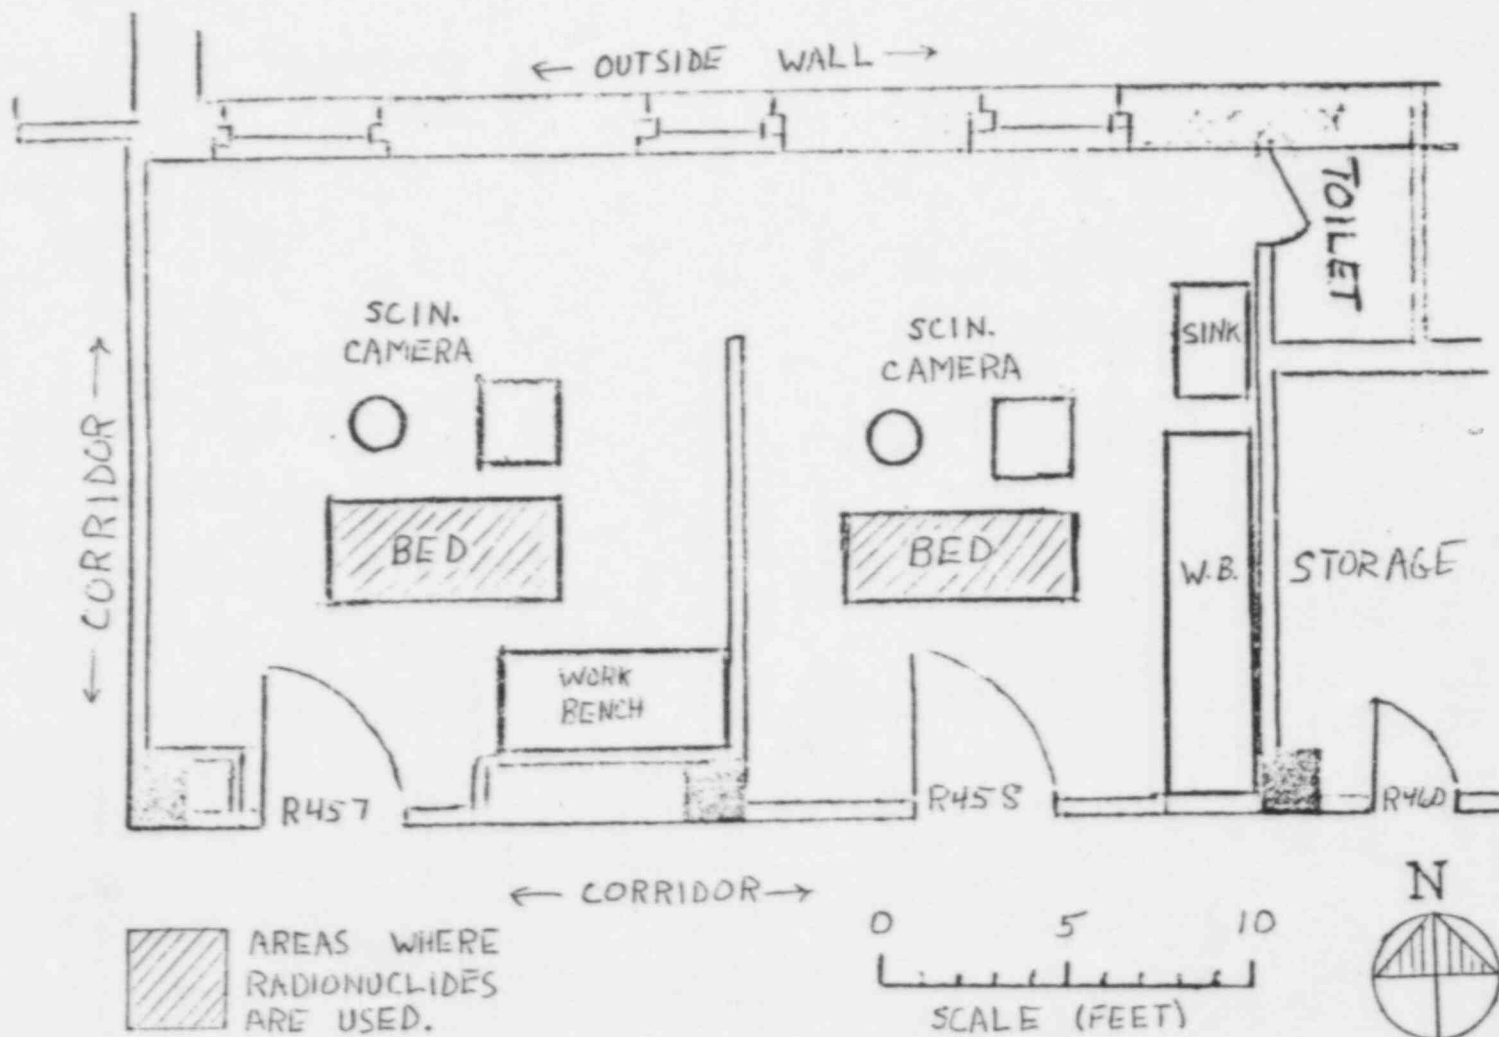 ← OUTSIDE WALL →
TOILET
SCIN.
CAMERA
SCIN.
CAMERA
SINK
← CORRIDOR →
BED
BED
W.B.
STORAGE
WORK
BENCH
R457
R458
R460
← CORRIDOR →
N
0 5 10
SCALE (FEET)
AREAS WHERE
RADIONUCLIDES
ARE USED.